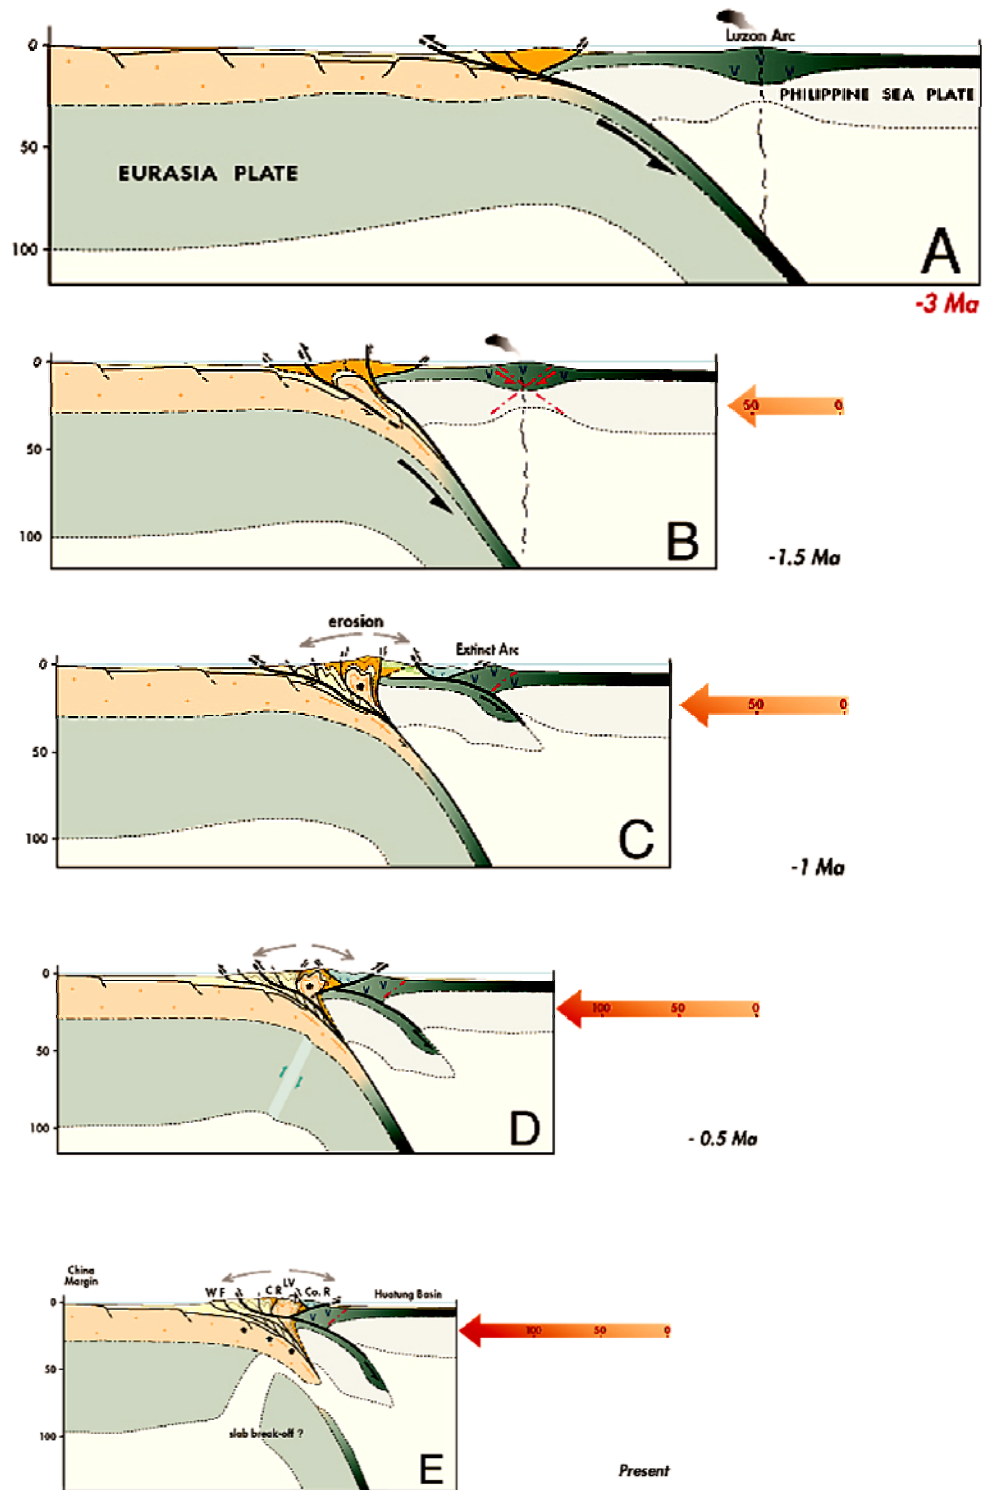 Luzon Arc
0
PHILIPPINE SEA PLATE
V V V
50
EURASIA PLATE
100
A
-3 Ma
0
V V V
50 0
50
100
B
-1.5 Ma
erosion
Extinct Arc
0
V V V
50 0
50
100
C
-1 Ma
0
V V
100 50 0
50
100
D
- 0.5 Ma
China
Margin
LV
W F C R Co. R Huatung Basin
0
V V
100 50 0
50
100
slab break-off ?
E
Present